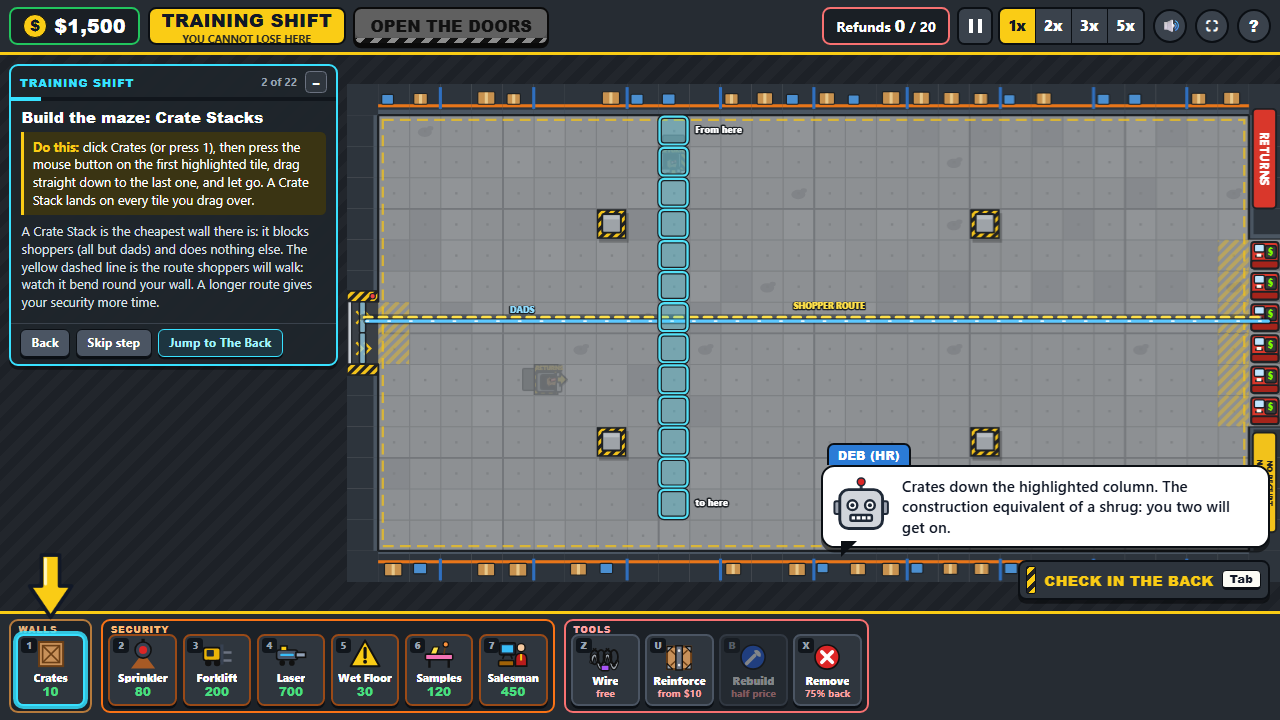 $ $1,500
TRAINING SHIFT
YOU CANNOT LOSE HERE
OPEN THE DOORS
Refunds 0 / 20
1x 2x 3x 5x
?
TRAINING SHIFT
2 of 22
Build the maze: Crate Stacks
Do this: click Crates (or press 1), then press the
mouse button on the first highlighted tile, drag
straight down to the last one, and let go. A Crate
Stack lands on every tile you drag over.
A Crate Stack is the cheapest wall there is: it blocks
shoppers (all but dads) and does nothing else. The
yellow dashed line is the route shoppers will walk:
watch it bend round your wall. A longer route gives
your security more time.
Back
Skip step
Jump to The Back
From here
RETURNS
DADS
SHOPPER ROUTE
to here
DEB (HR)
Crates down the highlighted column. The
construction equivalent of a shrug: you two will
get on.
CHECK IN THE BACK Tab
WALLS
1
Crates
10
SECURITY
2
Sprinkler
80
3
Forklift
200
4
Laser
700
5
Wet Floor
30
6
Samples
120
7
Salesman
450
TOOLS
Z
Wire
free
U
Reinforce
from $10
B
Rebuild
half price
X
Remove
75% back